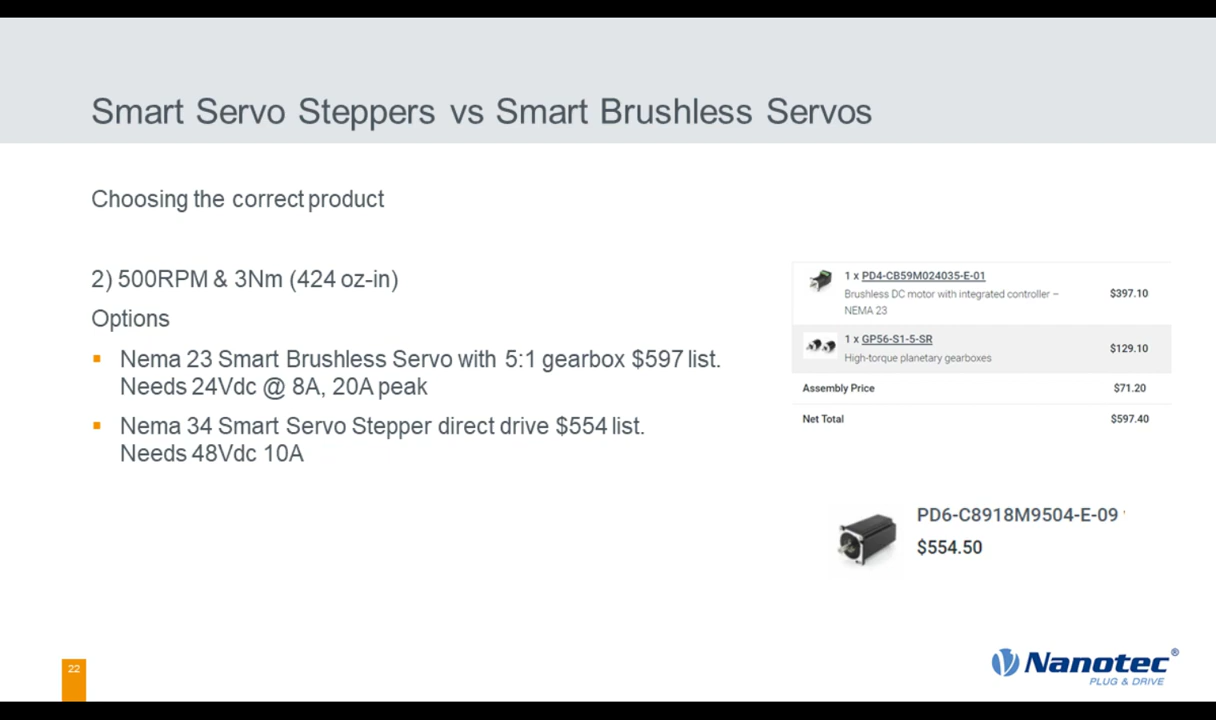 Smart Servo Steppers vs Smart Brushless Servos
Choosing the correct product
2) 500RPM & 3Nm (424 oz-in)
Options
Nema 23 Smart Brushless Servo with 5:1 gearbox $597 list.
Needs 24Vdc @ 8A, 20A peak
Nema 34 Smart Servo Stepper direct drive $554 list.
Needs 48Vdc 10A
1 x PD4-CB59M024035-E-01
Brushless DC motor with integrated controller –
NEMA 23
$397.10
1 x GP56-S1-5-SR
High-torque planetary gearboxes
$129.10
Assembly Price $71.20
Net Total $597.40
PD6-C8918M9504-E-09
$554.50
22
Nanotec®
PLUG & DRIVE